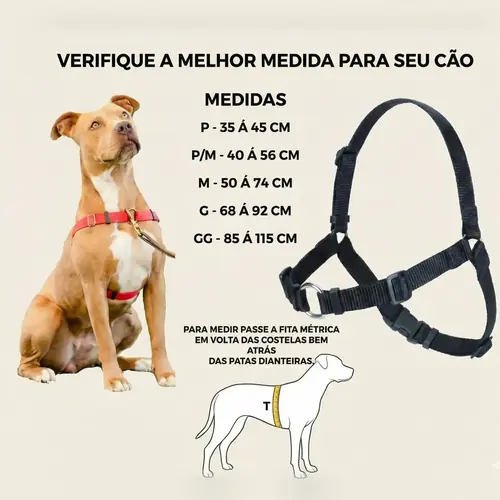 VERIFIQUE A MELHOR MEDIDA PARA SEU CÃO
MEDIDAS
P - 35 Á 45 CM
P/M - 40 Á 56 CM
M - 50 Á 74 CM
G - 68 Á 92 CM
GG - 85 Á 115 CM
PARA MEDIR PASSE A FITA MÉTRICA
EM VOLTA DAS COSTELAS BEM
ATRÁS
DAS PATAS DIANTEIRAS.
T